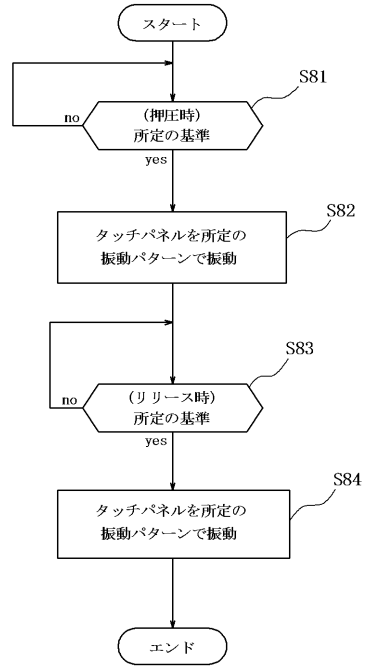 スタート
S81
(押圧時)
所定の基準
no
yes
S82
タッチパネルを所定の
振動パターンで振動
S83
(リリース時)
所定の基準
no
yes
S84
タッチパネルを所定の
振動パターンで振動
エンド